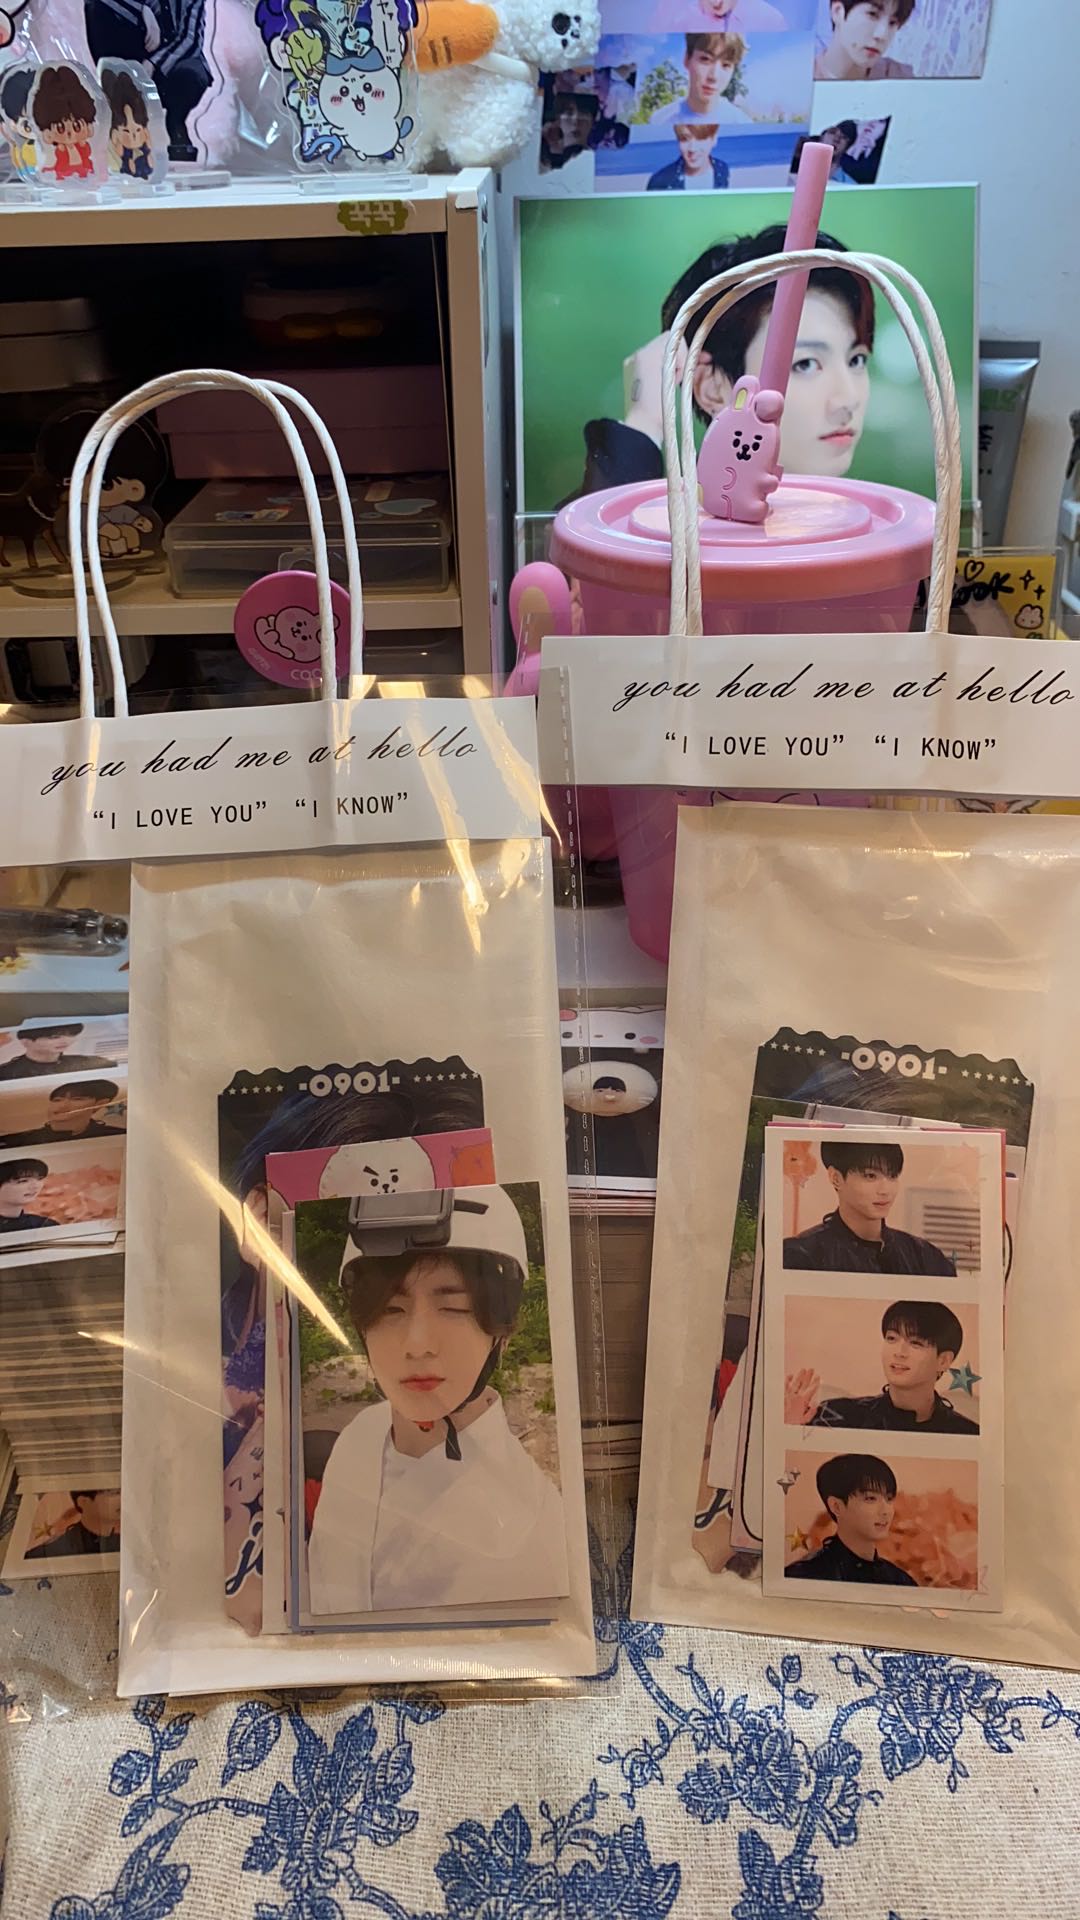 꾹꾹
COOKY
you had me at hello
“I LOVE YOU” “I KNOW”
you had me at hello
“I LOVE YOU” “I KNOW”
-0901-
-0901-